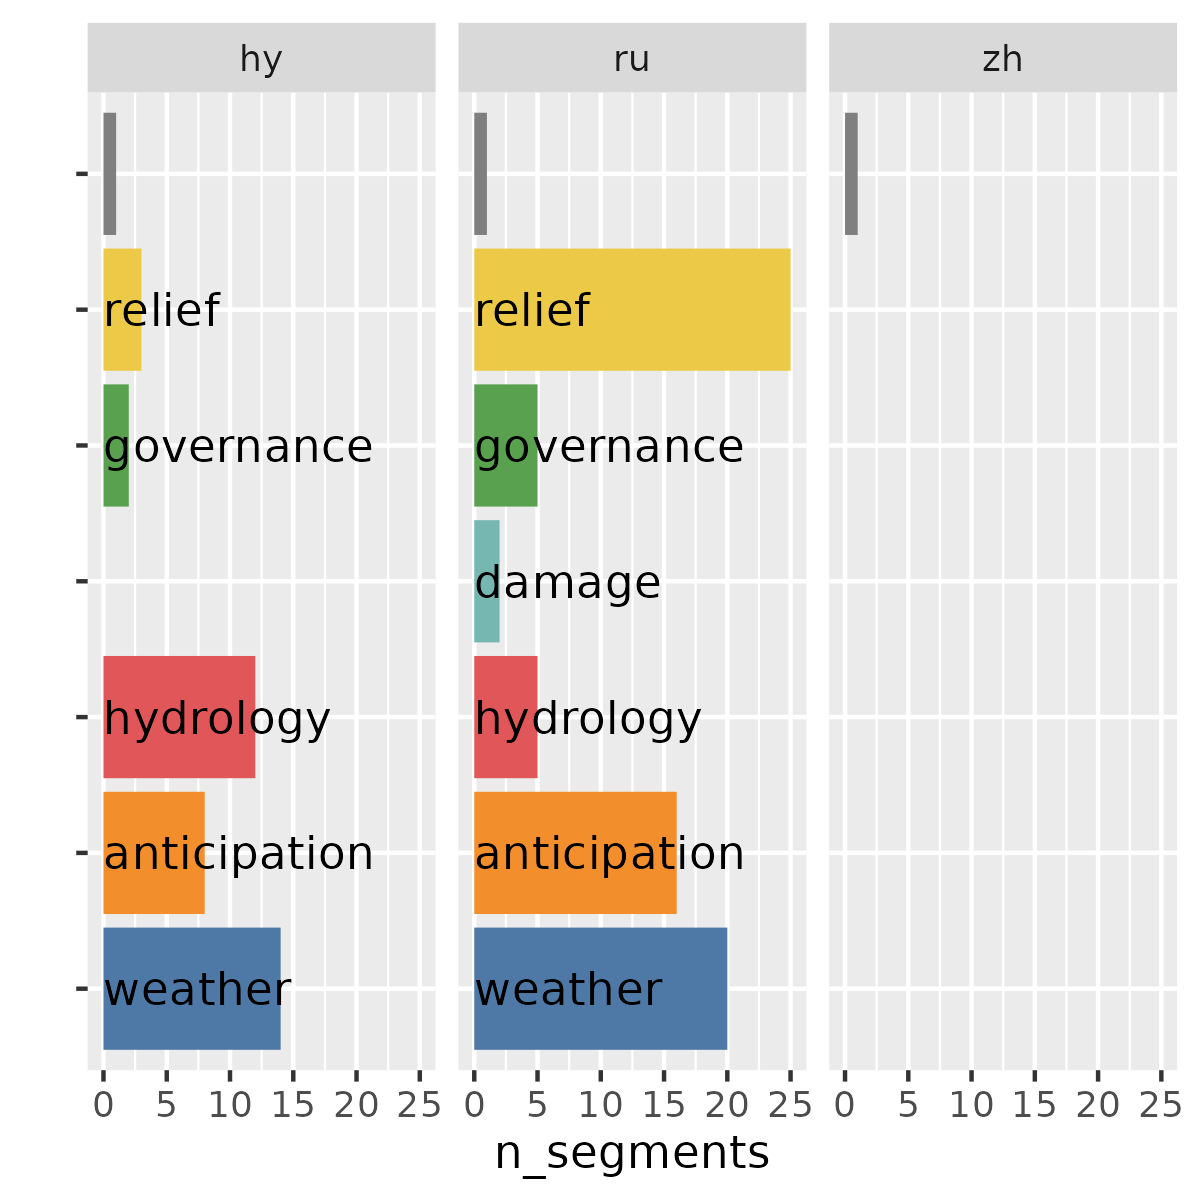 hy ru zh
relief relief
governance governance
damage
hydrology hydrology
anticipation anticipation
weather weather
0 5 10 15 20 25 0 5 10 15 20 25 0 5 10 15 20 25
n_segments